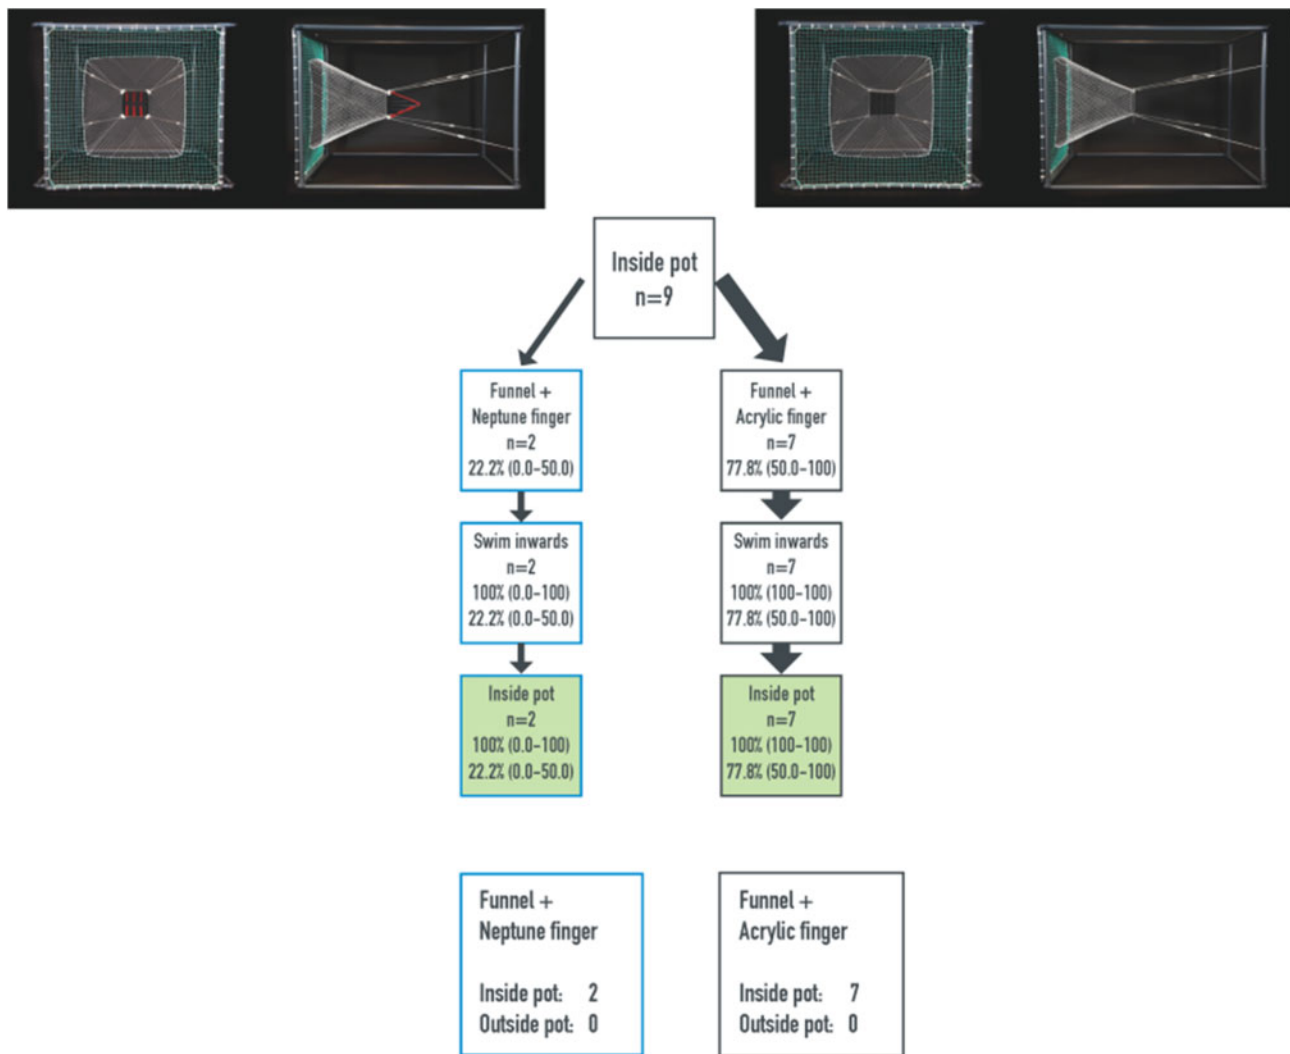 Inside pot
n=9
Funnel +
Neptune finger
n=2
22.2% (0.0-50.0)
Swim inwards
n=2
100% (0.0-100)
22.2% (0.0-50.0)
Inside pot
n=2
100% (0.0-100)
22.2% (0.0-50.0)
Funnel +
Acrylic finger
n=7
77.8% (50.0-100)
Swim inwards
n=7
100% (100-100)
77.8% (50.0-100)
Inside pot
n=7
100% (100-100)
77.8% (50.0-100)
Funnel +
Neptune finger
Inside pot: 2
Outside pot: 0
Funnel +
Acrylic finger
Inside pot: 7
Outside pot: 0